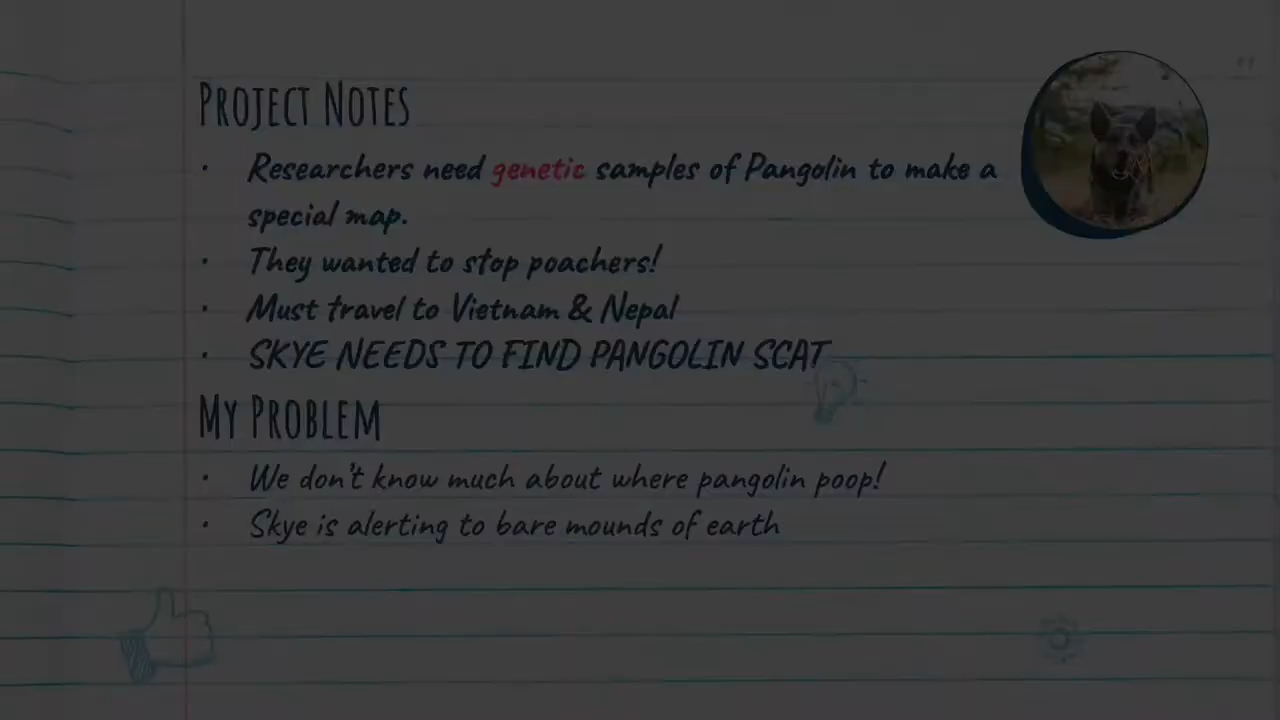 Project Notes
• Researchers need genetic samples of Pangolin to make a
special map.
• They wanted to stop poachers!
• Must travel to Vietnam & Nepal
• SKYE NEEDS TO FIND PANGOLIN SCAT
My Problem
• We don't know much about where pangolin poop!
• Skye is alerting to bare mounds of earth